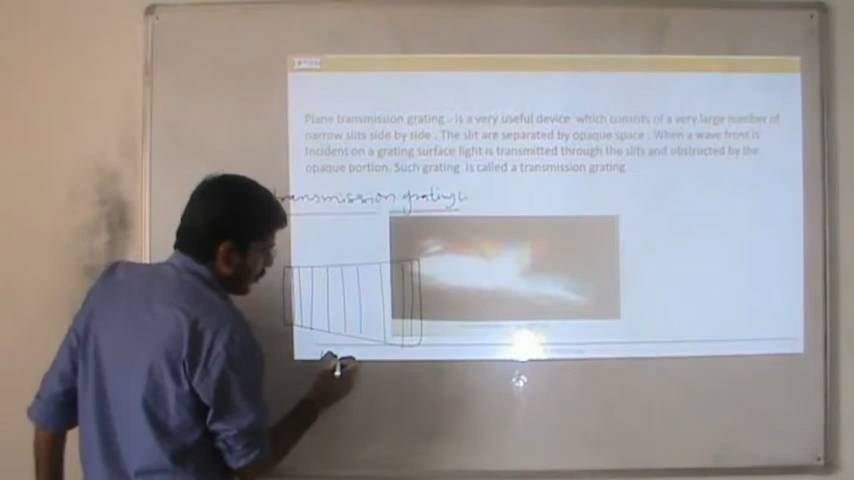 Plane transmission grating :- is a very useful device which consists of a very large number of
narrow slits side by side . The slit are separated by opaque space . When a wave front is
incident on a grating surface light is transmitted through the slits and obstructed by the
opaque portion. Such grating is called a transmission grating
transmission grating